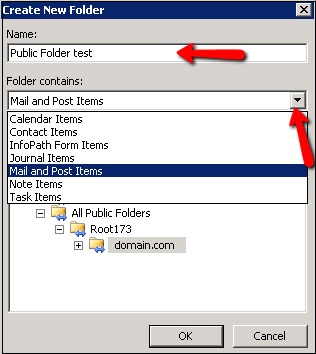 Create New Folder
Name:
Public Folder test
Folder contains:
Mail and Post Items
Calendar Items
Contact Items
InfoPath Form Items
Journal Items
Mail and Post Items
Note Items
Task Items
All Public Folders
Root173
domain.com
OK
Cancel